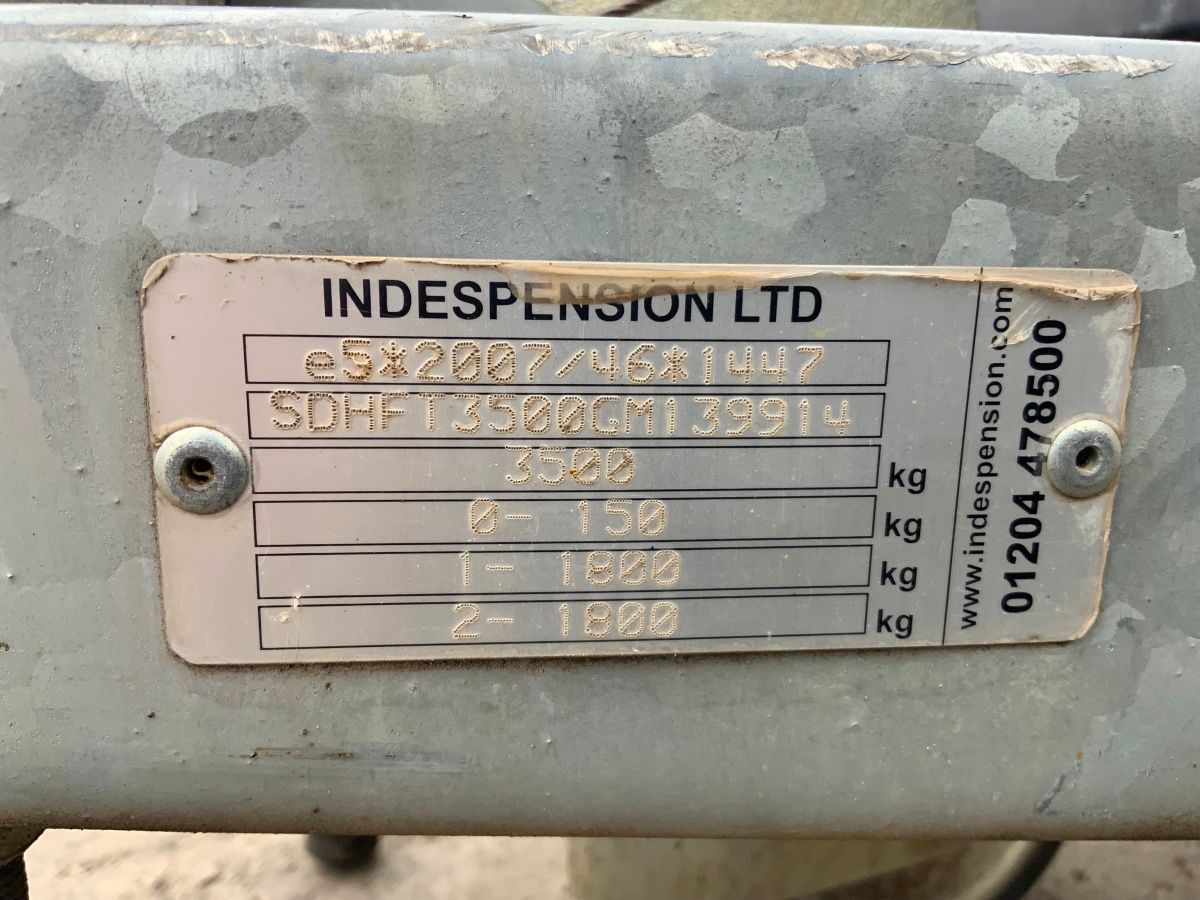 INDESPENSION LTD
e5*2007/46*1447
SDHFT3500GM139914
3500 kg
0- 150 kg
1- 1800 kg
2- 1800 kg
www.indespension.com
01204 478500